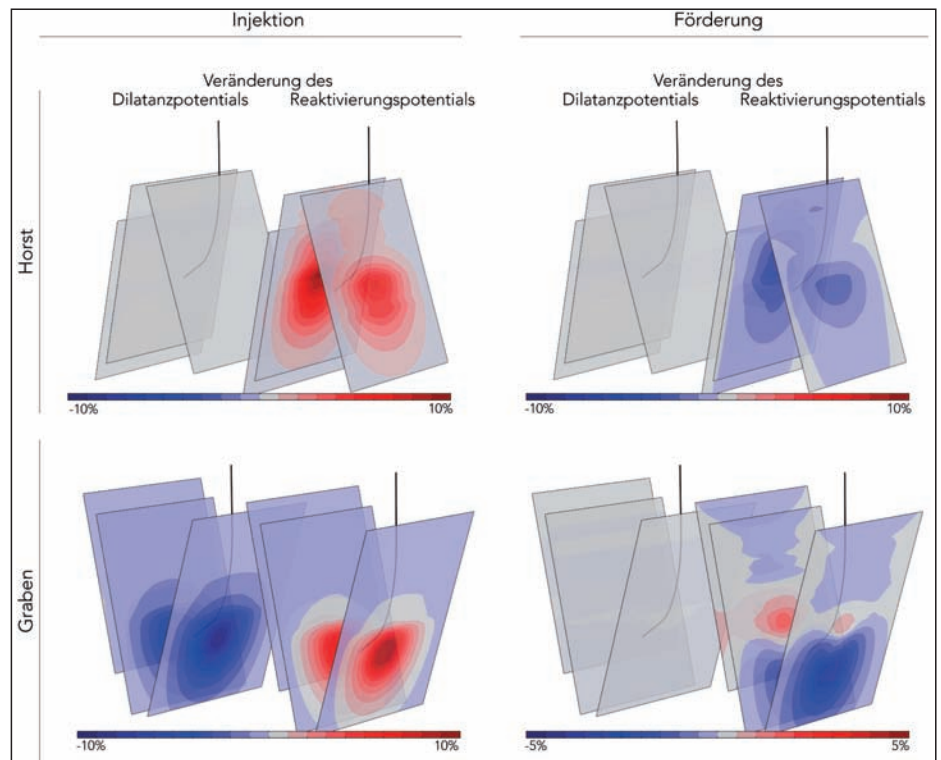 Injektion
Förderung
Veränderung des
Dilatanzpotentials Reaktivierungspotentials
Veränderung des
Dilatanzpotentials Reaktivierungspotentials
Horst
-10% 10%
-10% 10%
Graben
-10% 10%
-5% 5%